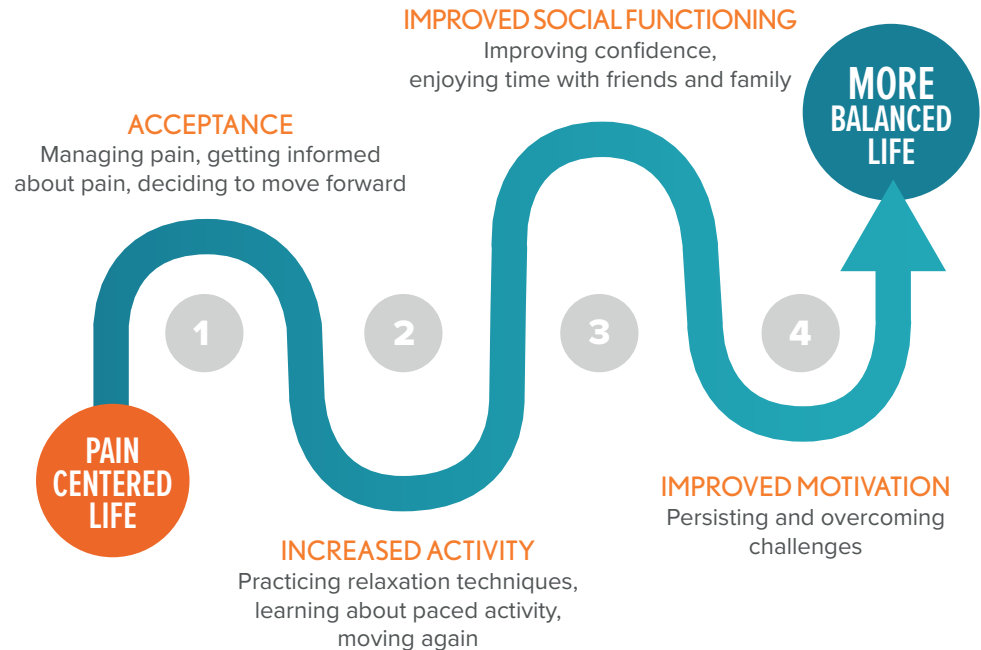 PAIN
CENTERED
LIFE
1
ACCEPTANCE
Managing pain, getting informed
about pain, deciding to move forward
2
INCREASED ACTIVITY
Practicing relaxation techniques,
learning about paced activity,
moving again
3
IMPROVED SOCIAL FUNCTIONING
Improving confidence,
enjoying time with friends and family
4
IMPROVED MOTIVATION
Persisting and overcoming
challenges
MORE
BALANCED
LIFE